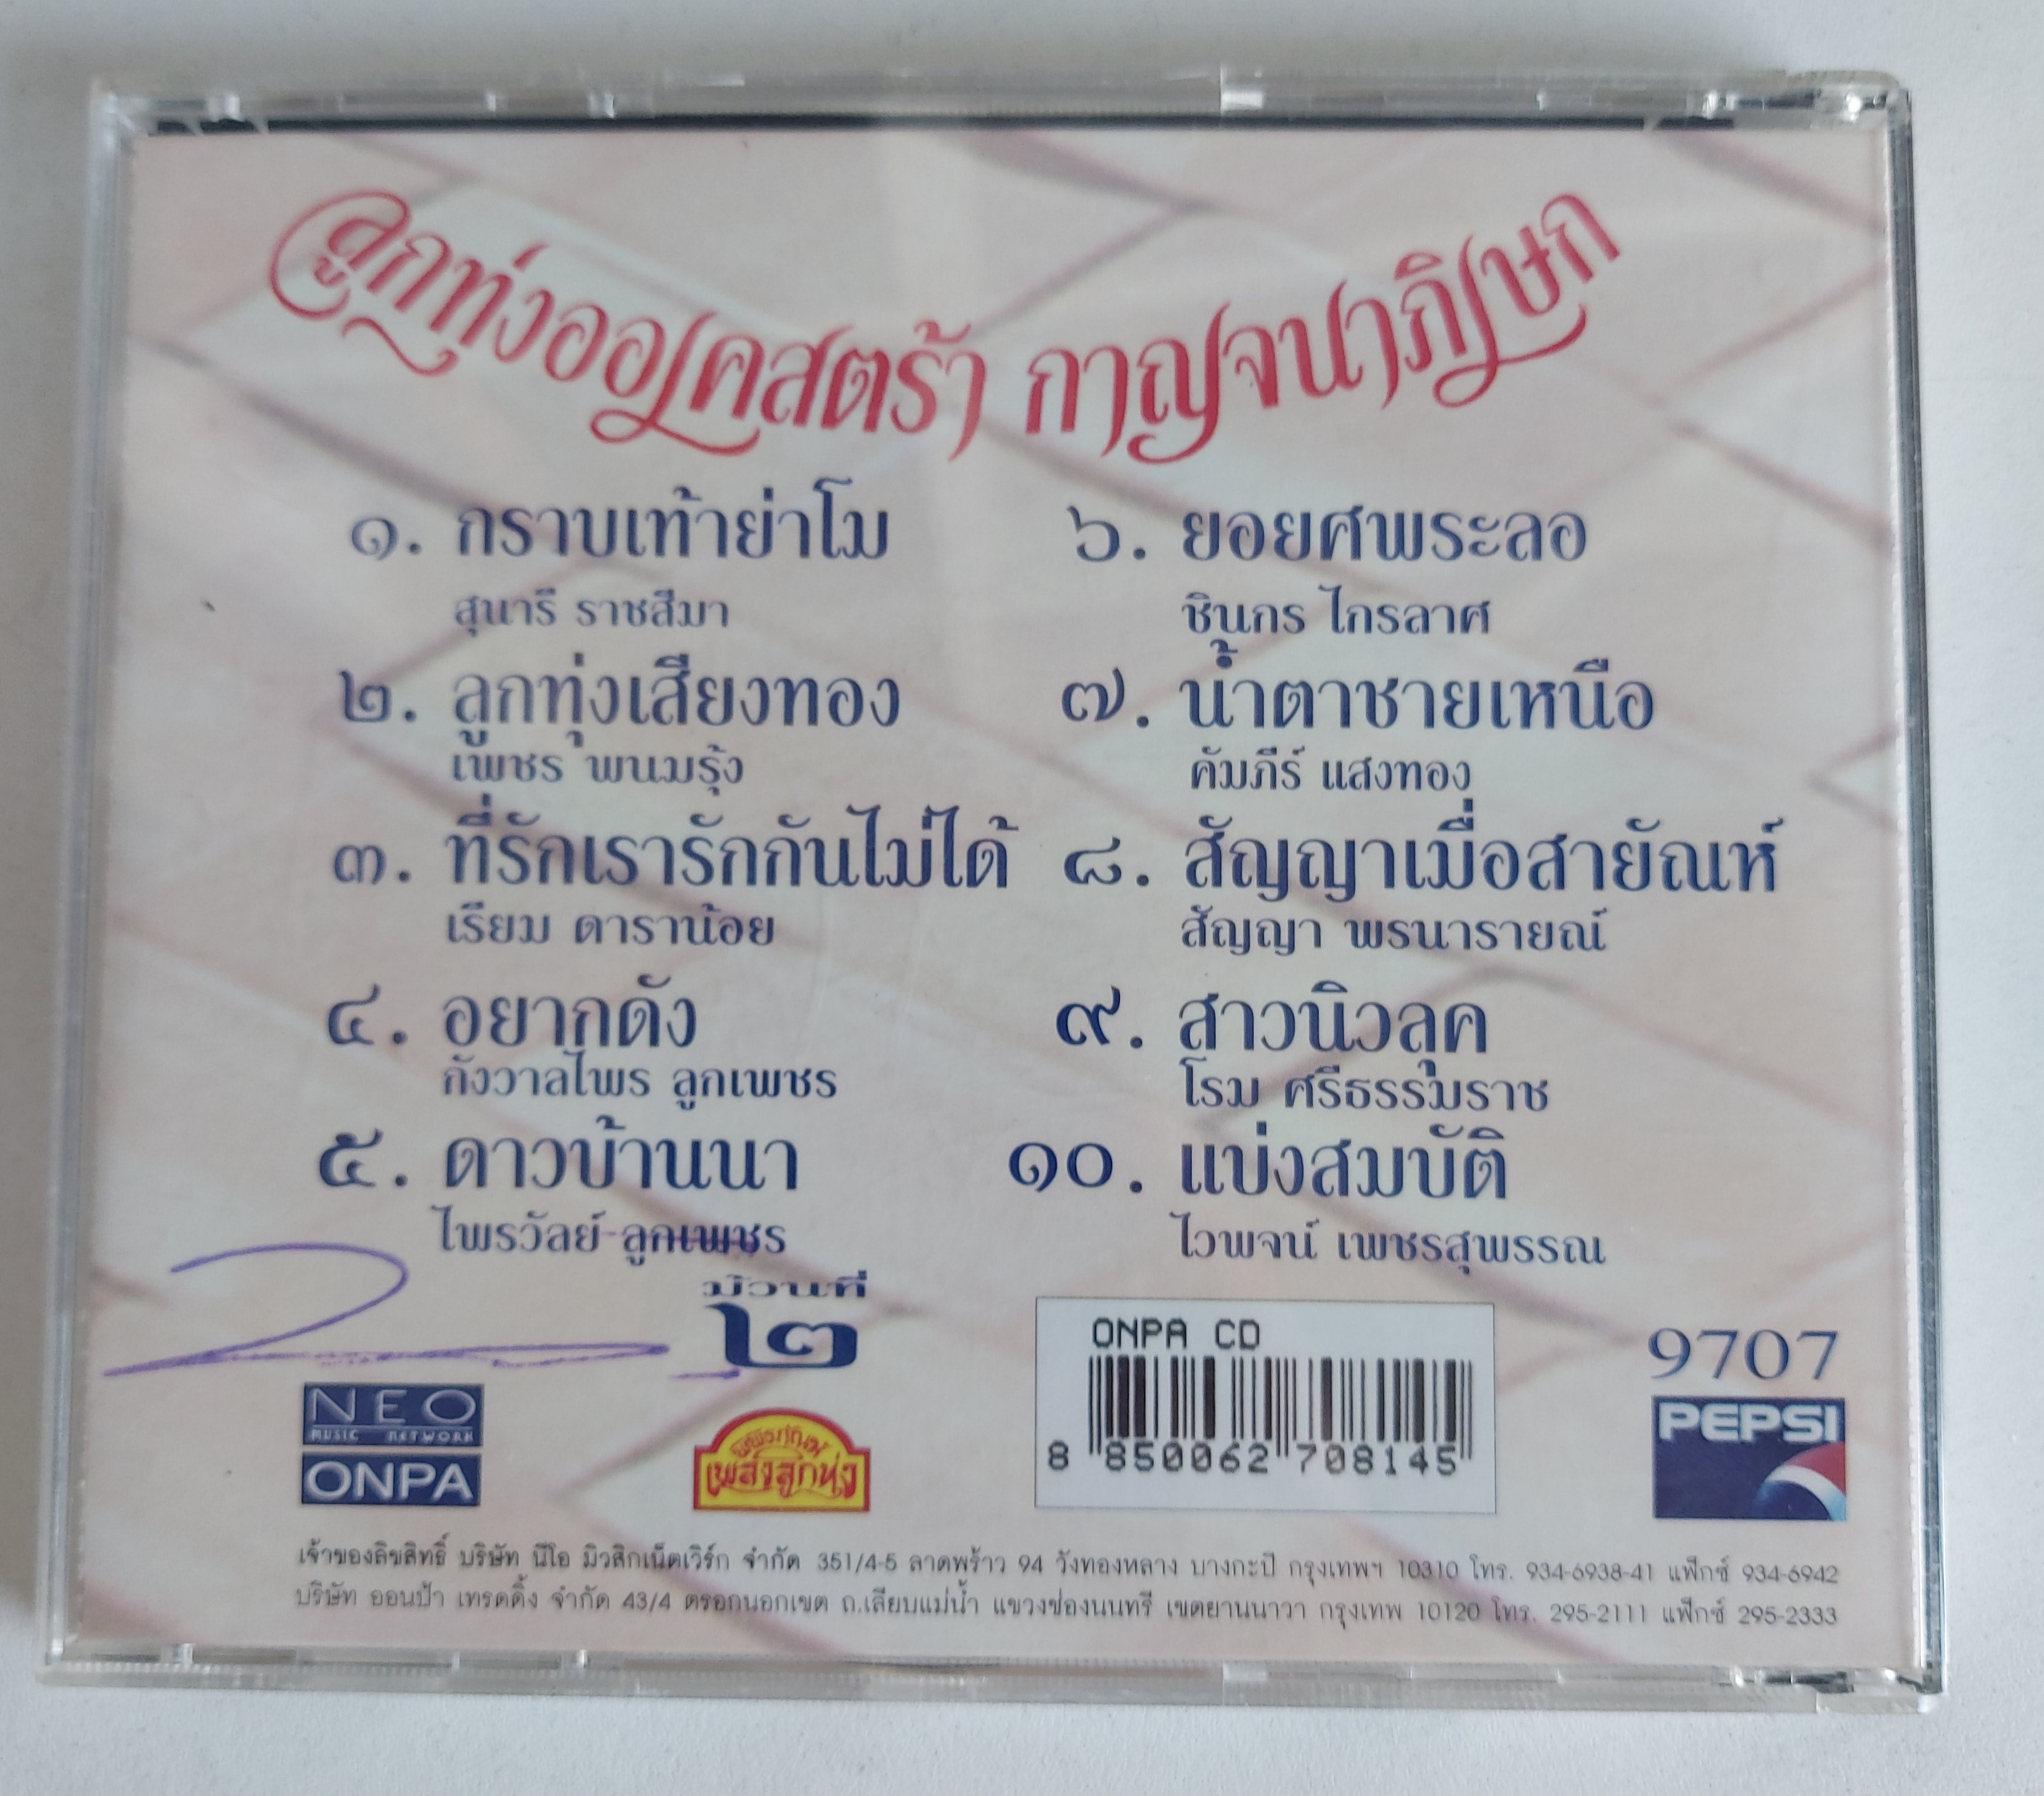 ลูกทุ่งออเคสตร้า กาญจนาภิเษก
๑. กราบเท้าย่าโม
สุนารี ราชสีมา
๒. ลูกทุ่งเสียงทอง
เพชร พนมรุ้ง
๓. ที่รักเรารักกันไม่ได้
เรียม ดาราน้อย
๔. อยากดัง
กังวาลไพร ลูกเพชร
๕. ดาวบ้านนา
ไพรวัลย์ ลูกเพชร
๖. ยอยศพระลอ
ชินกร ไกรลาศ
๗. น้ำตาชายเหนือ
คัมภีร์ แสงทอง
๘. สัญญาเมื่อสายัณห์
สัญญา พรนารายณ์
๙. สาวนิวลุค
โรม ศรีธรรมราช
๑๐. แบ่งสมบัติ
ไวพจน์ เพชรสุพรรณ
ม้วนที่
๒
NEO
MUSIC NETWORK
ONPA
เพลงลูกทุ่ง
ONPA CD
8 850062 708145
9707
PEPSI
เจ้าของลิขสิทธิ์ บริษัท นีโอ มิวสิกเน็ตเวิร์ก จำกัด 351/4-5 ลาดพร้าว 94 วังทองหลาง บางกะปิ กรุงเทพฯ 10310 โทร. 934-6938-41 แฟ็กซ์ 934-6942
บริษัท ออนป้า เทรดดิ้ง จำกัด 43/4 ตรอกนอกเขต ถ.เลียบแม่น้ำ แขวงช่องนนทรี เขตยานนาวา กรุงเทพ 10120 โทร. 295-2111 แฟ็กซ์ 295-2333